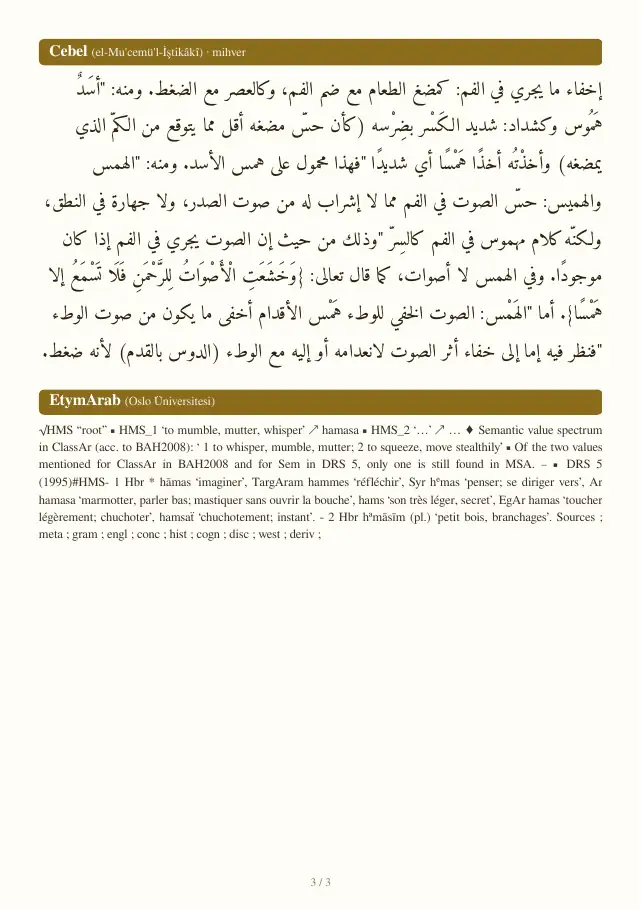 Cebel (el-Mu'cemü'l-İştikâkî) · mihver
إخفاء ما يجري في الفم: كمضغ الطعام مع ضم الفم، وكالعصر مع الضغط. ومنه: "أسَدٌ
هَمُوس وكشداد: شديد الكَسْر بضِرْسه (كأن حسّ مضغه أقل مما يتوقع من الكمّ الذي
يمضغه) وأخذْتُه أخذًا هَمْسًا أي شديدًا "فهذا محمول على همس الأسد. ومنه: "الهمس
والهميس: حسّ الصوت في الفم مما لا إشراب له من صوت الصدر، ولا جهارة في النطق،
ولكنّه كلام مهموس في الفم كالسِرّ "وذلك من حيث إن الصوت يجري في الفم إذا كان
موجودًا. وفي الهمس لا أصوات، كما قال تعالى: {وَخَشَعَتِ الْأَصْوَاتُ لِلرَّحْمَنِ فَلَا تَسْمَعُ إلا
هَمْسًا}. أما "الهَمْس: الصوت الخفي للوطء هَمْس الأقدام أخفى ما يكون من صوت الوطء
"فنظر فيه إما إلى خفاء أثر الصوت لانعدامه أو إليه مع الوطء (الدوس بالقدم) لأنه ضغط.
EtymArab (Oslo Üniversitesi)
√HMS “root” ▪ HMS_1 ‘to mumble, mutter, whisper’ ↗ hamasa ▪ HMS_2 ‘…’ ↗ … ♦ Semantic value spectrum
in ClassAr (acc. to BAH2008): ‘ 1 to whisper, mumble, mutter; 2 to squeeze, move stealthily’ ▪ Of the two values
mentioned for ClassAr in BAH2008 and for Sem in DRS 5, only one is still found in MSA. – ▪ DRS 5
(1995)#HMS- 1 Hbr * hāmas ‘imaginer’, TargAram hammes ‘réfléchir’, Syr hᵉmas ‘penser; se diriger vers’, Ar
hamasa ‘marmotter, parler bas; mastiquer sans ouvrir la bouche’, hams ‘son très léger, secret’, EgAr hamas ‘toucher
légèrement; chuchoter’, hamsaẗ ‘chuchotement; instant’. - 2 Hbr hᵃmāsīm (pl.) ‘petit bois, branchages’. Sources ;
meta ; gram ; engl ; conc ; hist ; cogn ; disc ; west ; deriv ;
3 / 3